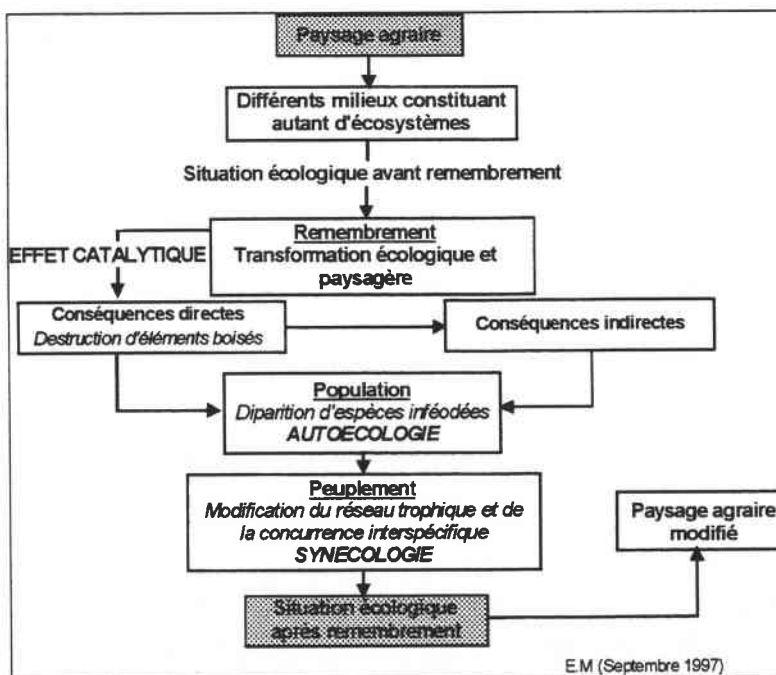 Paysage agraire
Différents milieux constituant
autant d'écosystèmes
Situation écologique avant remembrement
Remembrement
Transformation écologique et
paysagère
EFFET CATALYTIQUE
Conséquences directes
Destruction d'éléments boisés
Conséquences indirectes
Population
Diparition d'espèces inféodées
AUTOECOLOGIE
Peuplement
Modification du réseau trophique et de
la concurrence interspécifique
SYNECOLOGIE
Paysage agraire
modifié
Situation écologique
après remembrement
E.M (Septembre 1997)